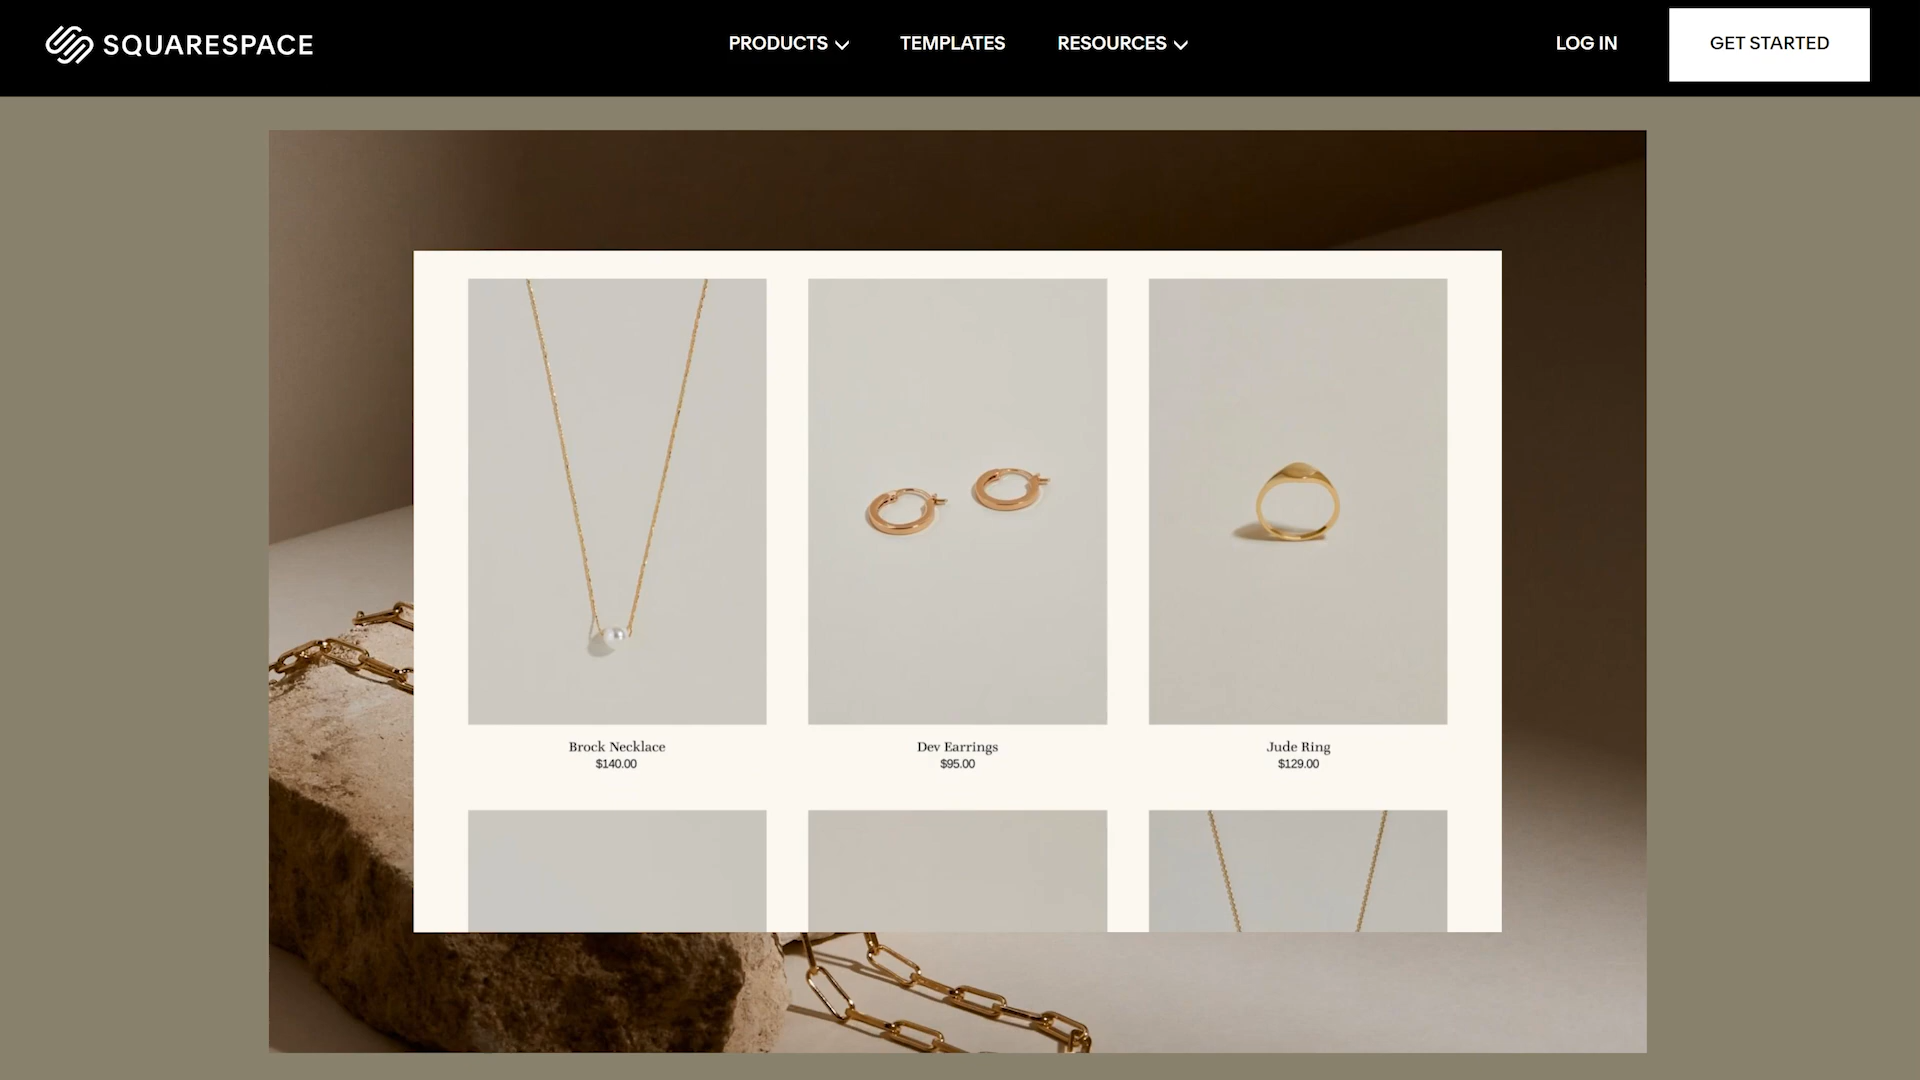 SQUARESPACE
PRODUCTS
TEMPLATES
RESOURCES
LOG IN
GET STARTED
Brock Necklace
$140.00
Dev Earrings
$95.00
Jude Ring
$129.00